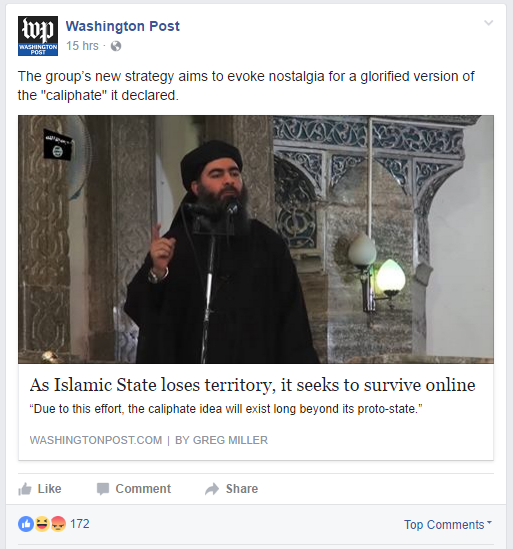 wp
WASHINGTON
POST
Washington Post
15 hrs ·
The group's new strategy aims to evoke nostalgia for a glorified version of
the "caliphate" it declared.
As Islamic State loses territory, it seeks to survive online
“Due to this effort, the caliphate idea will exist long beyond its proto-state.”
WASHINGTONPOST.COM | BY GREG MILLER
Like Comment Share
172 Top Comments